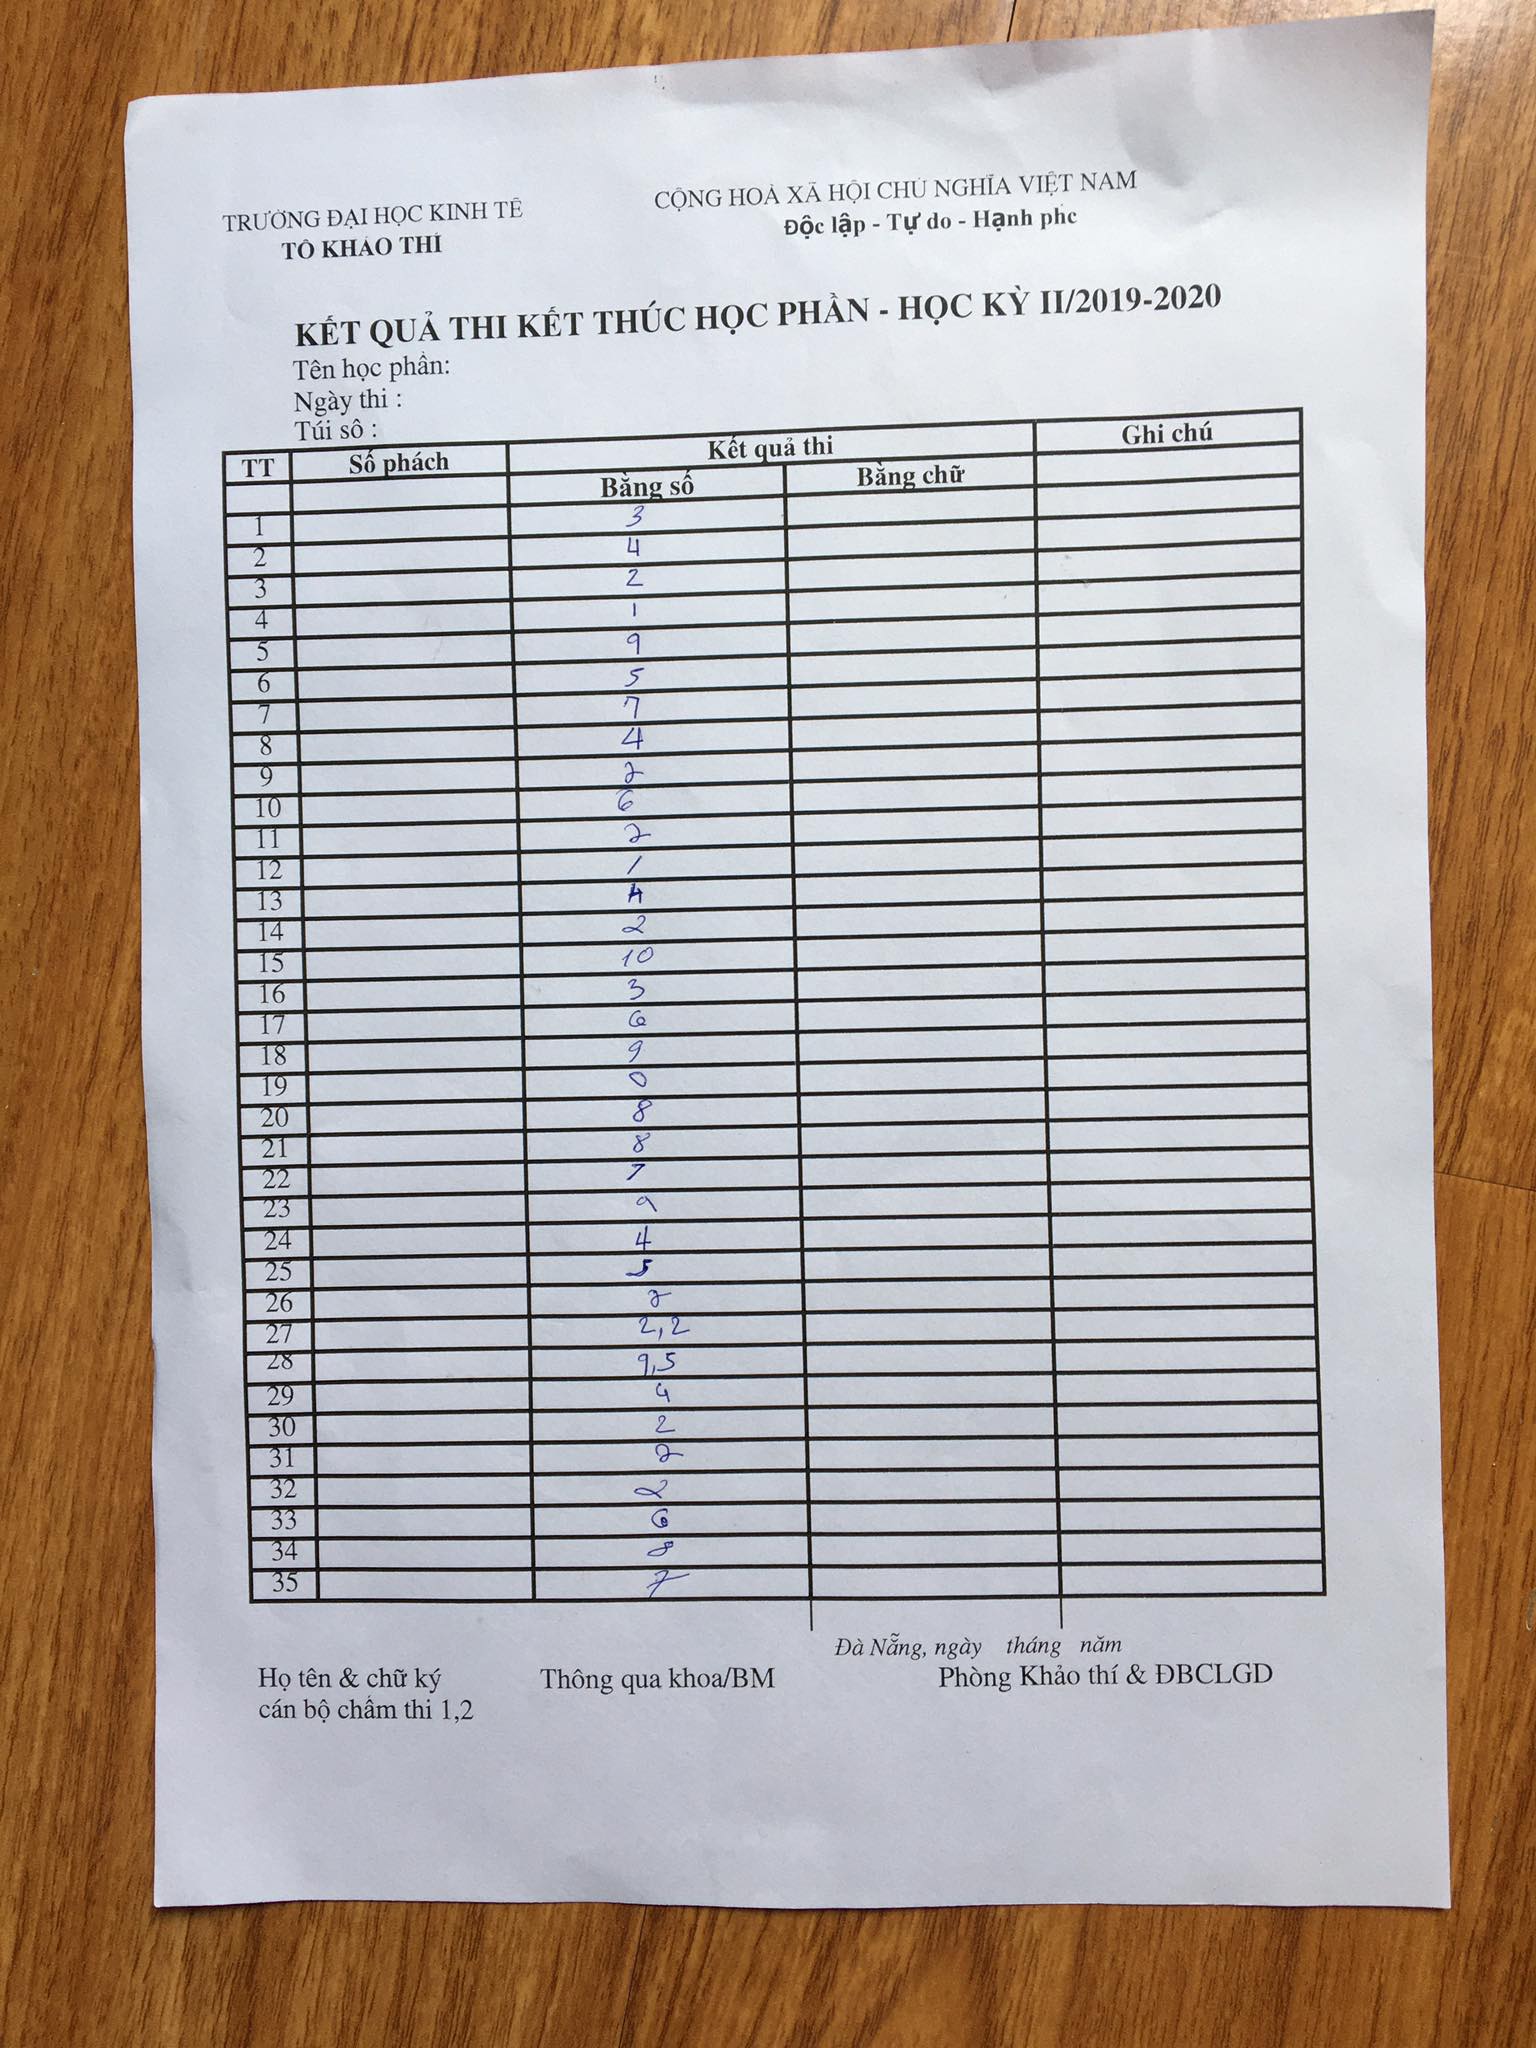 TRƯỜNG ĐẠI HỌC KINH TẾ
CỘNG HOÀ XÃ HỘI CHỦ NGHĨA VIỆT NAM
TỔ KHẢO THÍ
Độc lập - Tự do - Hạnh phc
KẾT QUẢ THI KẾT THÚC HỌC PHẦN - HỌC KỲ II/2019-2020
Tên học phần:
Ngày thi :
Túi số :
TT Số phách Kết quả thi Ghi chú
Bằng số Bằng chữ
1 3
2 4
3 2
4 1
5 9
6 5
7 7
8 4
9 2
10 6
11 2
12 1
13 4
14 2
15 10
16 3
17 6
18 9
19 0
20 8
21 8
22 7
23 9
24 4
25 5
26 2
27 2,2
28 9,5
29 4
30 2
31 2
32 2
33 6
34 8
35 7
Đà Nẵng, ngày tháng năm
Họ tên & chữ ký Thông qua khoa/BM Phòng Khảo thí & ĐBCLGD
cán bộ chấm thi 1,2